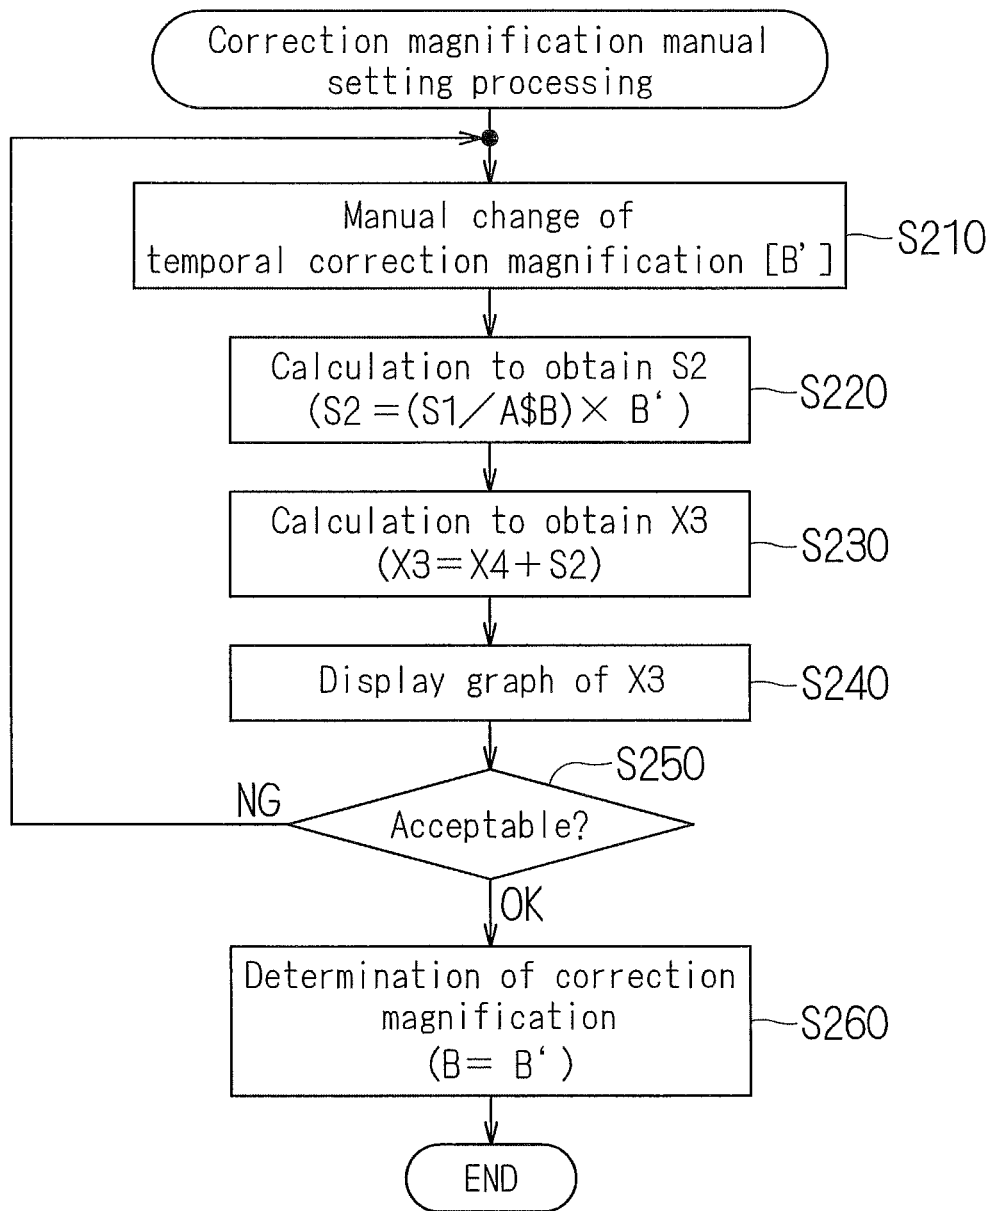 Correction magnification manual
setting processing
Manual change of
temporal correction magnification [B']
S210
Calculation to obtain S2
(S2=(S1/A$B)× B‘)
S220
Calculation to obtain X3
(X3=X4+S2)
S230
Display graph of X3
S240
S250
NG
Acceptable?
OK
Determination of correction
magnification
(B= B‘)
S260
END